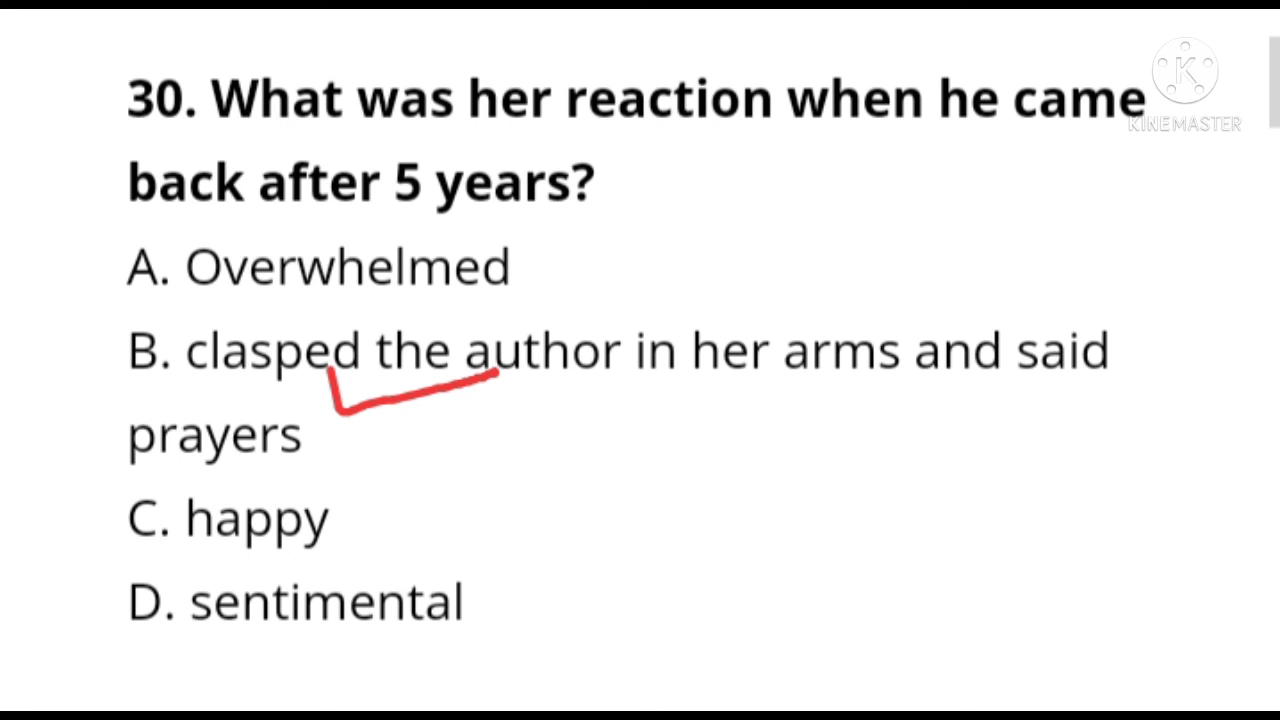 30. What was her reaction when he came
KINEMASTER
back after 5 years?
A. Overwhelmed
B. clasped the author in her arms and said
prayers
C. happy
D. sentimental